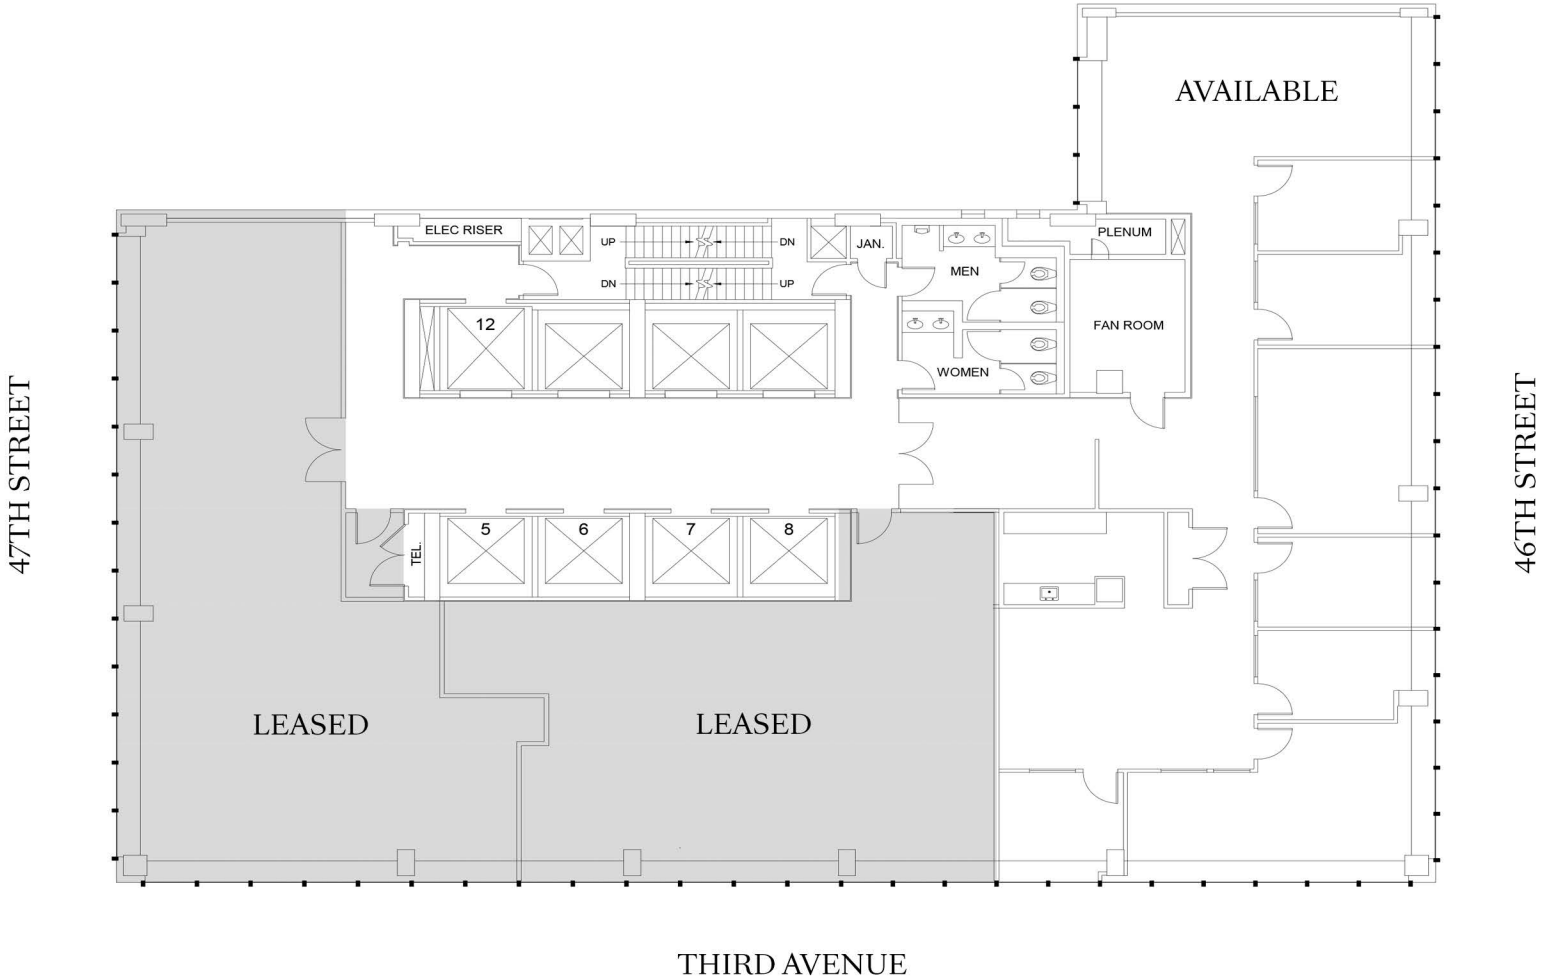 AVAILABLE
ELEC RISER
UP
DN
JAN.
PLENUM
MEN
DN
UP
12
FAN ROOM
WOMEN
47TH STREET
46TH STREET
5
6
7
8
TEL.
LEASED
LEASED
THIRD AVENUE